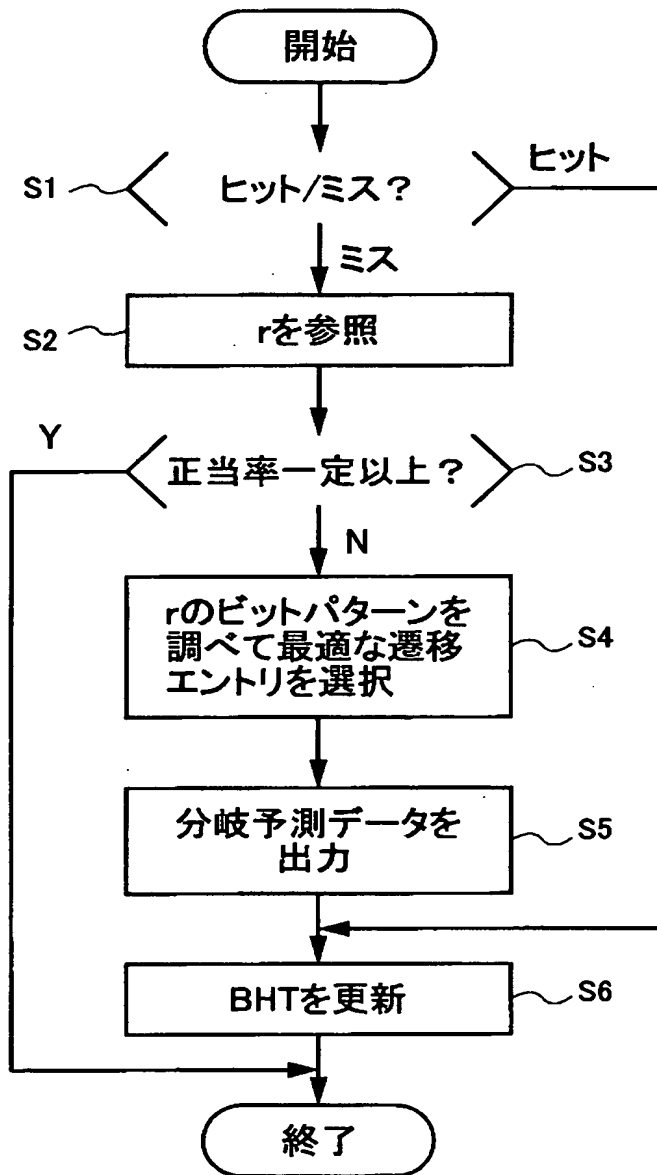 開始
S1
ヒット/ミス?
ヒット
ミス
S2
rを参照
Y
正当率一定以上?
S3
N
rのビットパターンを
調べて最適な遷移
エントリを選択
S4
分岐予測データを
出力
S5
BHTを更新
S6
終了